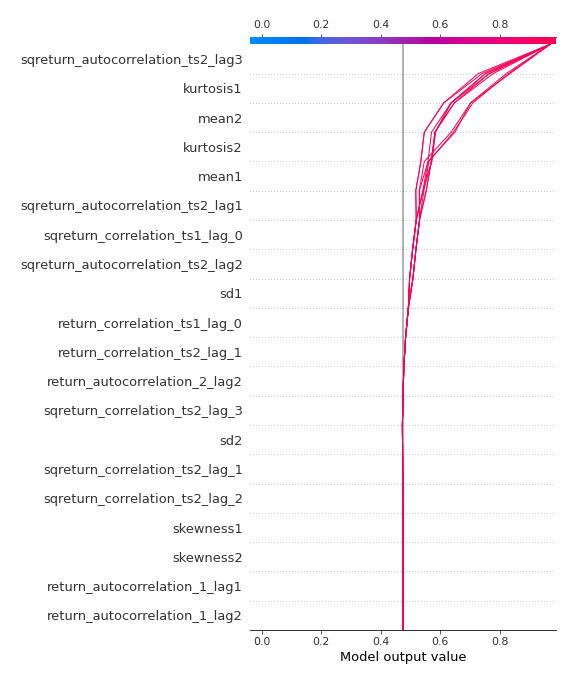 0.0 0.2 0.4 0.6 0.8
sqreturn_autocorrelation_ts2_lag3
kurtosis1
mean2
kurtosis2
mean1
sqreturn_autocorrelation_ts2_lag1
sqreturn_correlation_ts1_lag_0
sqreturn_autocorrelation_ts2_lag2
sd1
return_correlation_ts1_lag_0
return_correlation_ts2_lag_1
return_autocorrelation_2_lag2
sqreturn_correlation_ts2_lag_3
sd2
sqreturn_correlation_ts2_lag_1
sqreturn_correlation_ts2_lag_2
skewness1
skewness2
return_autocorrelation_1_lag1
return_autocorrelation_1_lag2
0.0 0.2 0.4 0.6 0.8
Model output value